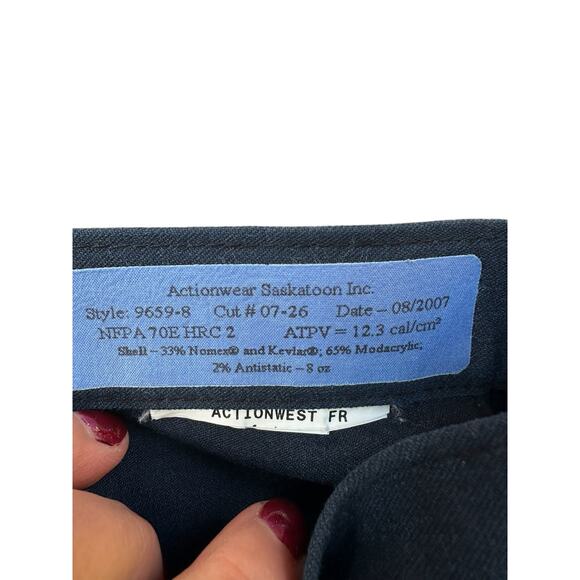 Actionwear Saskatoon Inc.
Style: 9659-8 Cut # 07-26 Date – 08/2007
NFPA 70E HRC 2 ATPV = 12.3 cal/cm²
Shell – 33% Nomex® and Kevlar®; 65% Modacrylic;
2% Antistatic – 8 oz
ACTIONWEST FR